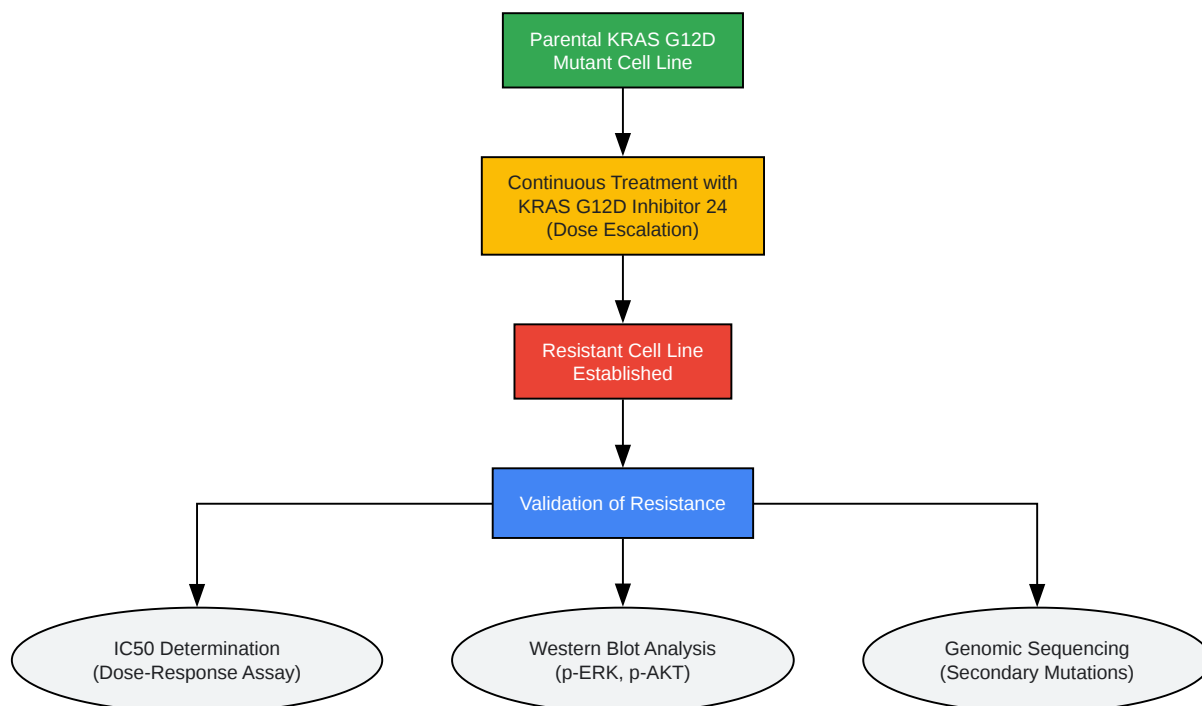 Parental KRAS G12D
Mutant Cell Line
Continuous Treatment with
KRAS G12D Inhibitor 24
(Dose Escalation)
Resistant Cell Line
Established
Validation of Resistance
IC50 Determination
(Dose-Response Assay)
Western Blot Analysis
(p-ERK, p-AKT)
Genomic Sequencing
(Secondary Mutations)